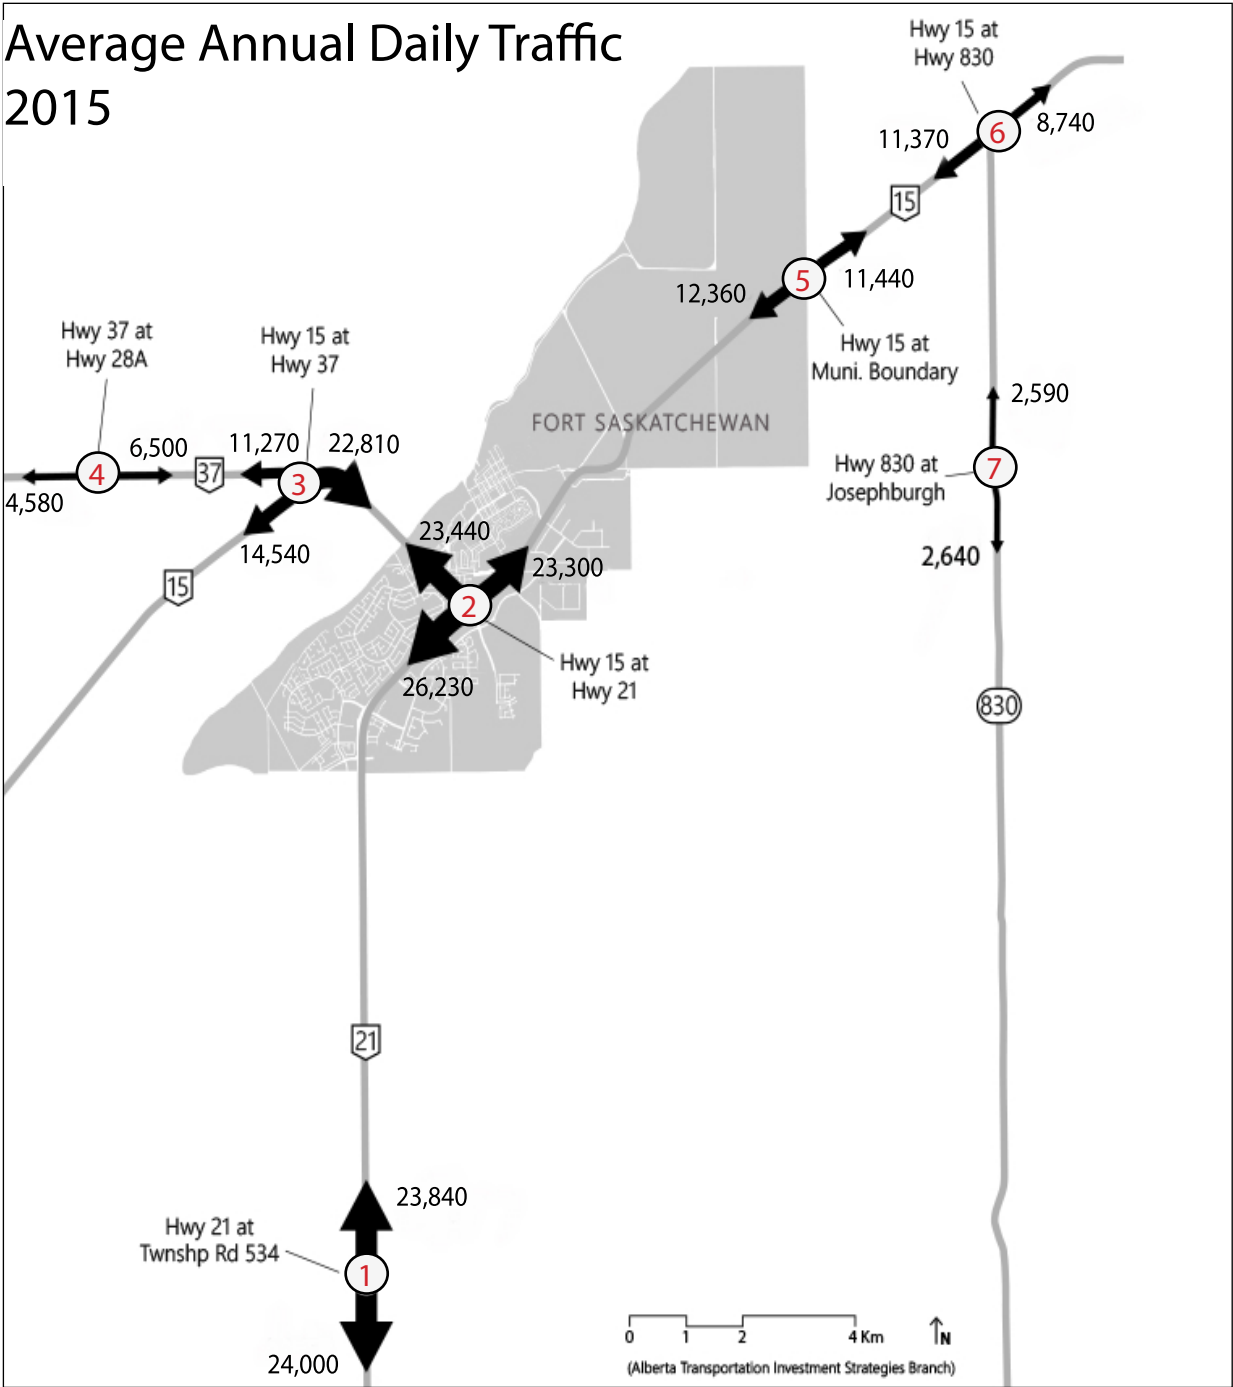 Average Annual Daily Traffic
2015
Hwy 15 at
Hwy 830
6
8,740
11,370
15
5
11,440
12,360
Hwy 15 at
Muni. Boundary
Hwy 37 at
Hwy 28A
Hwy 15 at
Hwy 37
FORT SASKATCHEWAN
2,590
6,500
11,270
22,810
4
37
3
4,580
Hwy 830 at
Josephburgh
7
23,440
14,540
23,300
2,640
15
2
Hwy 15 at
Hwy 21
26,230
830
21
23,840
Hwy 21 at
Twnshp Rd 534
1
24,000
0 1 2 4 Km
N
(Alberta Transportation Investment Strategies Branch)